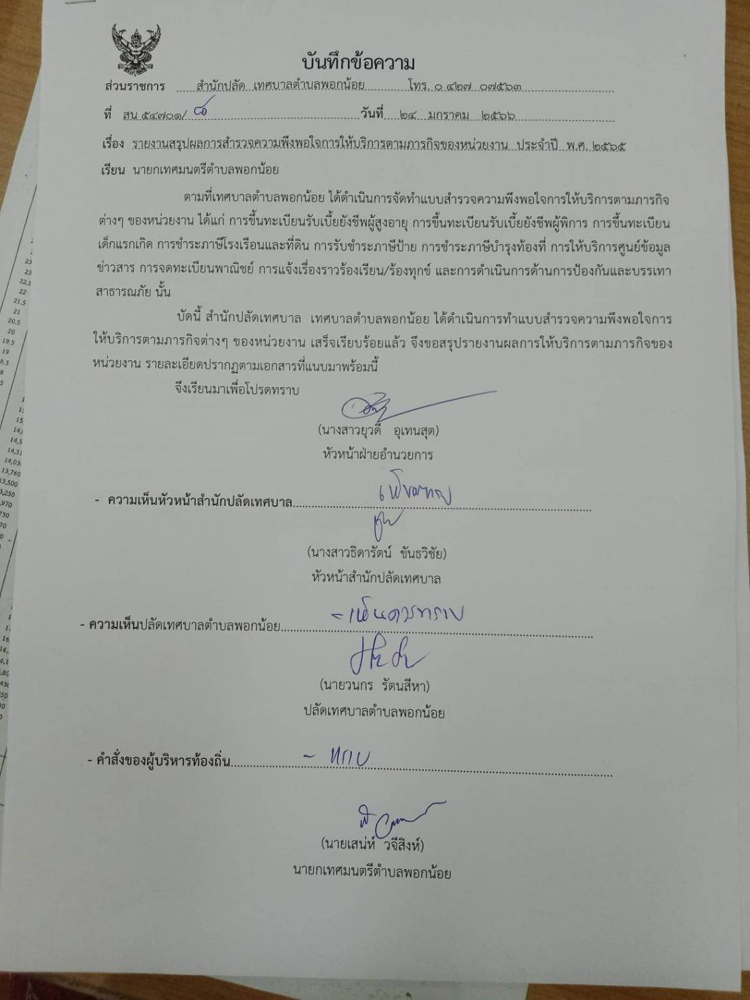 บันทึกข้อความ
ส่วนราชการ สำนักปลัด เทศบาลตำบลพอกน้อย โทร. ๐ ๔๒๗ ๐๗๕๖๓
ที่ สน ๕๔๗๐๑/ วันที่ ๒๔ มกราคม ๒๕๖๖
เรื่อง รายงานสรุปผลการสำรวจความพึงพอใจการให้บริการตามภารกิจของหน่วยงาน ประจำปี พ.ศ. ๒๕๖๕
เรียน นายกเทศมนตรีตำบลพอกน้อย
ตามที่เทศบาลตำบลพอกน้อย ได้ดำเนินการจัดทำแบบสำรวจความพึงพอใจการให้บริการตามภารกิจ
ต่างๆ ของหน่วยงาน ได้แก่ การขึ้นทะเบียนรับเบี้ยยังชีพผู้สูงอายุ การขึ้นทะเบียนรับเบี้ยยังชีพผู้พิการ การขึ้นทะเบียน
เด็กแรกเกิด การชำระภาษีโรงเรือนและที่ดิน การรับชำระภาษีป้าย การชำระภาษีบำรุงท้องที่ การให้บริการศูนย์ข้อมูล
ข่าวสาร การจดทะเบียนพาณิชย์ การแจ้งเรื่องราวร้องเรียน/ร้องทุกข์ และการดำเนินการด้านการป้องกันและบรรเทา
สาธารณภัย นั้น
บัดนี้ สำนักปลัดเทศบาล เทศบาลตำบลพอกน้อย ได้ดำเนินการทำแบบสำรวจความพึงพอใจการ
ให้บริการตามภารกิจต่างๆ ของหน่วยงาน เสร็จเรียบร้อยแล้ว จึงขอสรุปรายงานผลการให้บริการตามภารกิจของ
หน่วยงาน รายละเอียดปรากฏตามเอกสารที่แนบมาพร้อมนี้
จึงเรียนมาเพื่อโปรดทราบ
(นางสาวยุวดี อุเทนสุต)
หัวหน้าฝ่ายอำนวยการ
- ความเห็นหัวหน้าสำนักปลัดเทศบาล
(นางสาวธิดารัตน์ ขันธวิชัย)
หัวหน้าสำนักปลัดเทศบาล
- ความเห็นปลัดเทศบาลตำบลพอกน้อย - เห็นควรทราบ
(นายวนกร รัตนสีหา)
ปลัดเทศบาลตำบลพอกน้อย
- คำสั่งของผู้บริหารท้องถิ่น - ทราบ
(นายเสน่ห์ วจีสิงห์)
นายกเทศมนตรีตำบลพอกน้อย